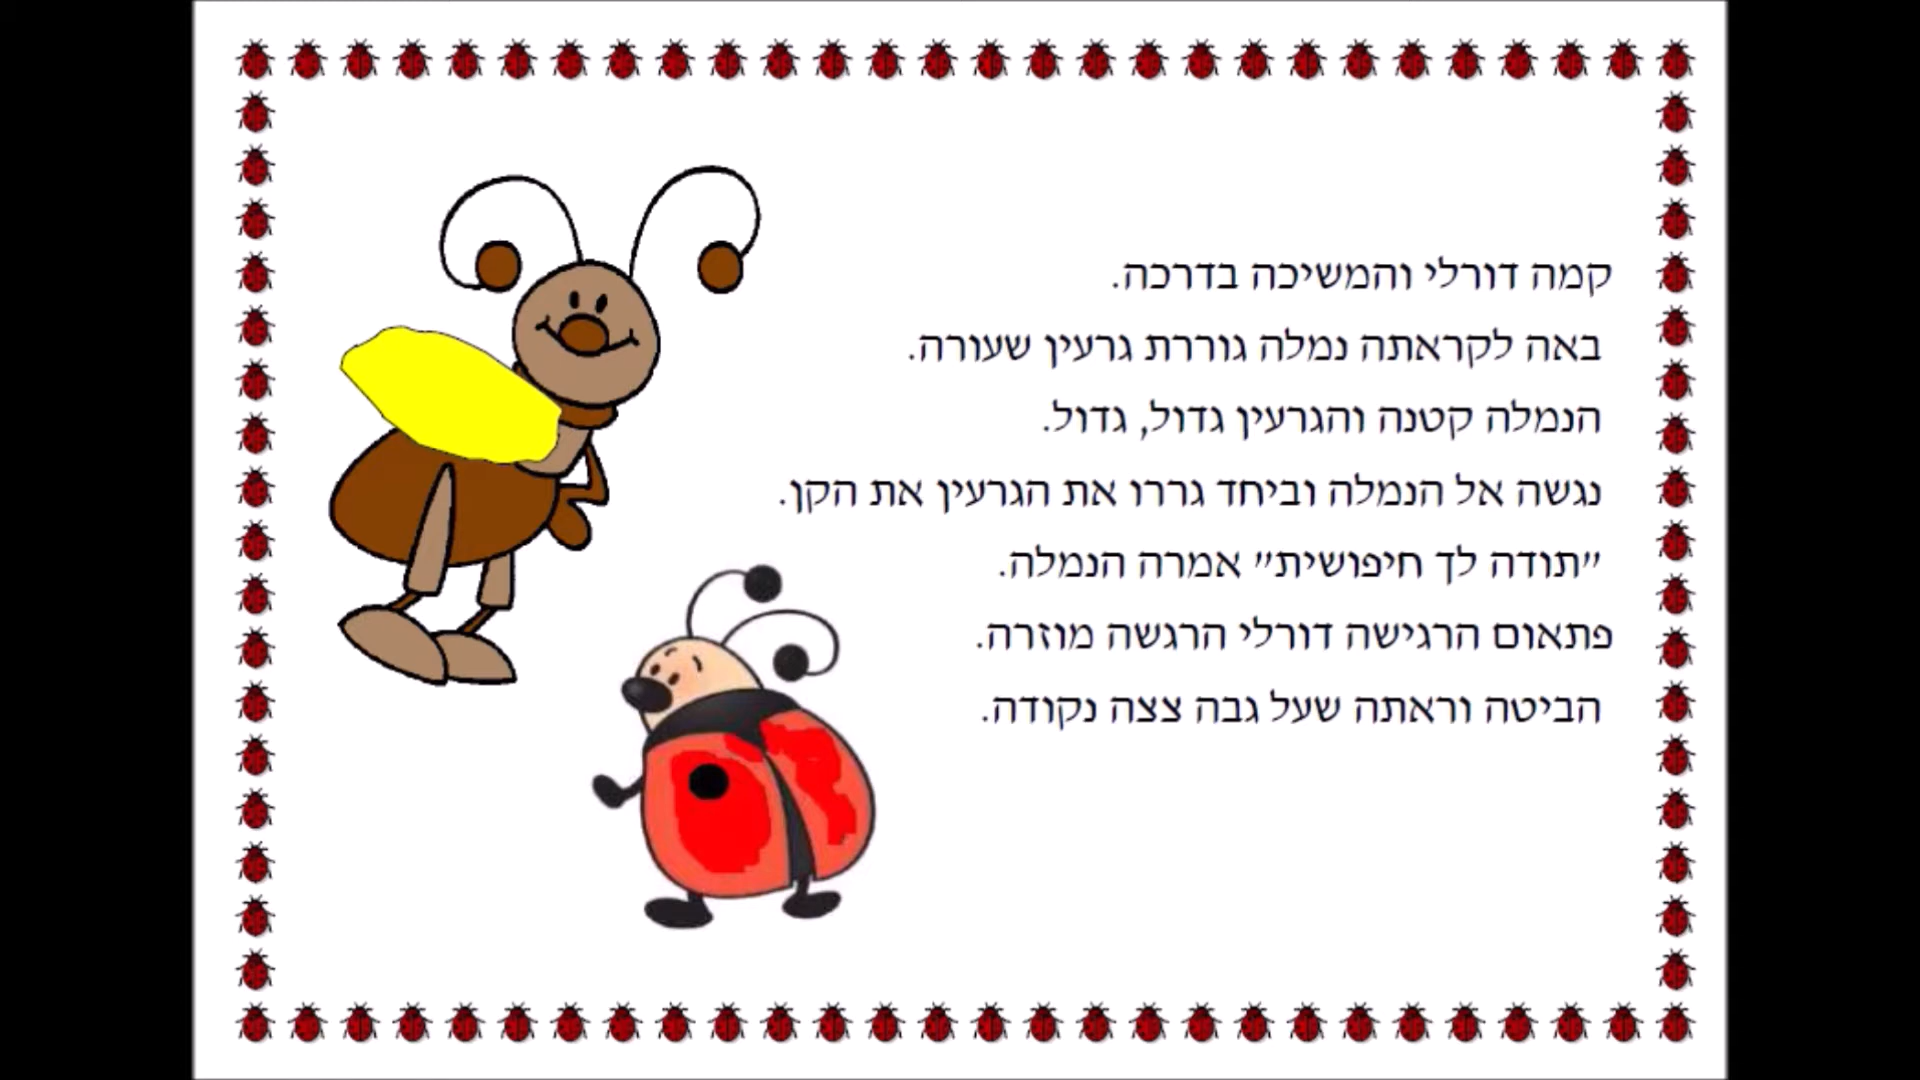 קמה דורלי והמשיכה בדרכה.
באה לקראתה נמלה גוררת גרעין שעורה.
הנמלה קטנה והגרעין גדול, גדול.
נגשה אל הנמלה וביחד גררו את הגרעין את הקן.
״תודה לך חיפושית״ אמרה הנמלה.
פתאום הרגישה דורלי הרגשה מוזרה.
הביטה וראתה שעל גבה צצה נקודה.